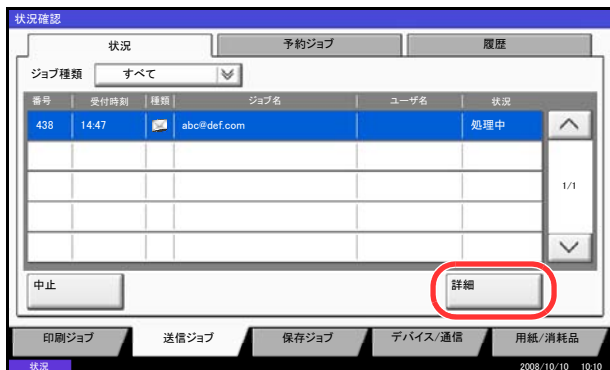 状況確認
状況 予約ジョブ 履歴
ジョブ種類 すべて
番号 受付時刻 種類 ジョブ名 ユーザ名 状況
438 14:47 abc@def.com 処理中
1/1
中止 詳細
印刷ジョブ 送信ジョブ 保存ジョブ デバイス/通信 用紙/消耗品
状況 2008/10/10 10:10